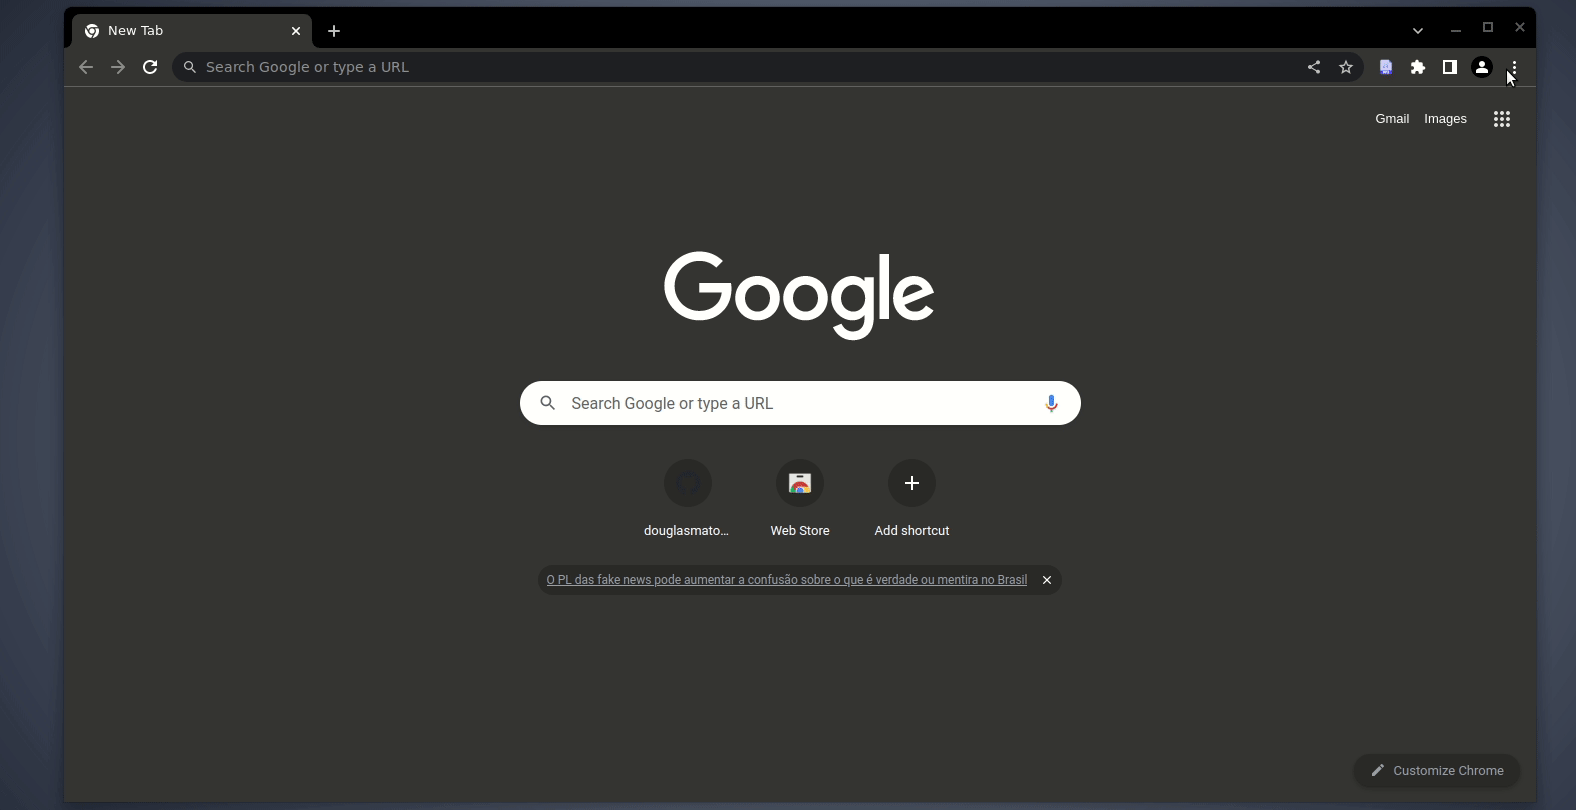 New Tab
Search Google or type a URL
Gmail Images
Google
Search Google or type a URL
douglasmato... Web Store Add shortcut
O PL das fake news pode aumentar a confusão sobre o que é verdade ou mentira no Brasil
Customize Chrome